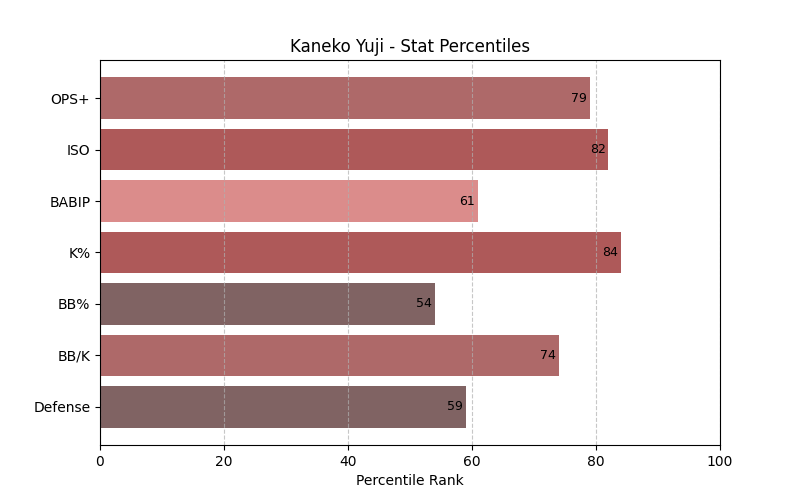 Kaneko Yuji - Stat Percentiles
OPS+ 79
ISO 82
BABIP 61
K% 84
BB% 54
BB/K 74
Defense 59
0 20 40 60 80 100
Percentile Rank